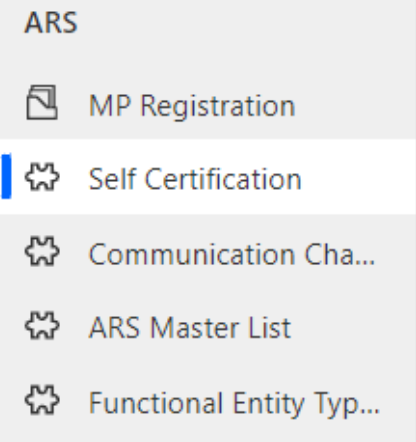 ARS
MP Registration
Self Certification
Communication Cha...
ARS Master List
Functional Entity Typ...